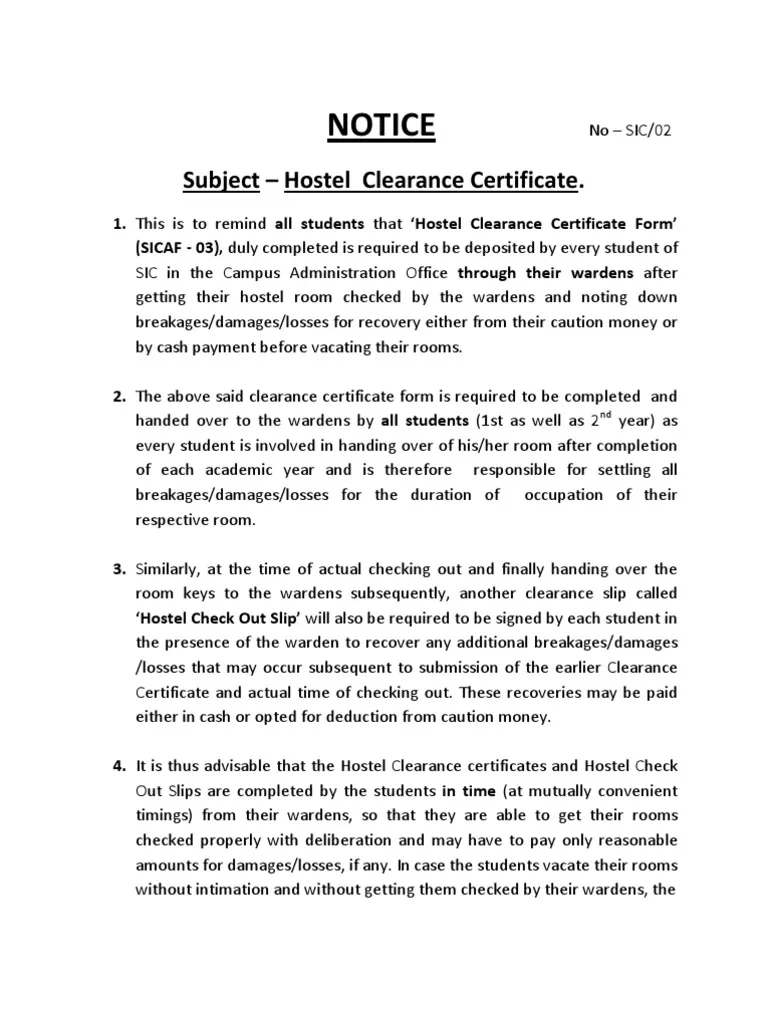 NOTICE No – SIC/02
Subject – Hostel Clearance Certificate.
1. This is to remind all students that ‘Hostel Clearance Certificate Form’
(SICAF - 03), duly completed is required to be deposited by every student of
SIC in the Campus Administration Office through their wardens after
getting their hostel room checked by the wardens and noting down
breakages/damages/losses for recovery either from their caution money or
by cash payment before vacating their rooms.
2. The above said clearance certificate form is required to be completed and
handed over to the wardens by all students (1st as well as 2nd year) as
every student is involved in handing over of his/her room after completion
of each academic year and is therefore responsible for settling all
breakages/damages/losses for the duration of occupation of their
respective room.
3. Similarly, at the time of actual checking out and finally handing over the
room keys to the wardens subsequently, another clearance slip called
‘Hostel Check Out Slip’ will also be required to be signed by each student in
the presence of the warden to recover any additional breakages/damages
/losses that may occur subsequent to submission of the earlier Clearance
Certificate and actual time of checking out. These recoveries may be paid
either in cash or opted for deduction from caution money.
4. It is thus advisable that the Hostel Clearance certificates and Hostel Check
Out Slips are completed by the students in time (at mutually convenient
timings) from their wardens, so that they are able to get their rooms
checked properly with deliberation and may have to pay only reasonable
amounts for damages/losses, if any. In case the students vacate their rooms
without intimation and without getting them checked by their wardens, the